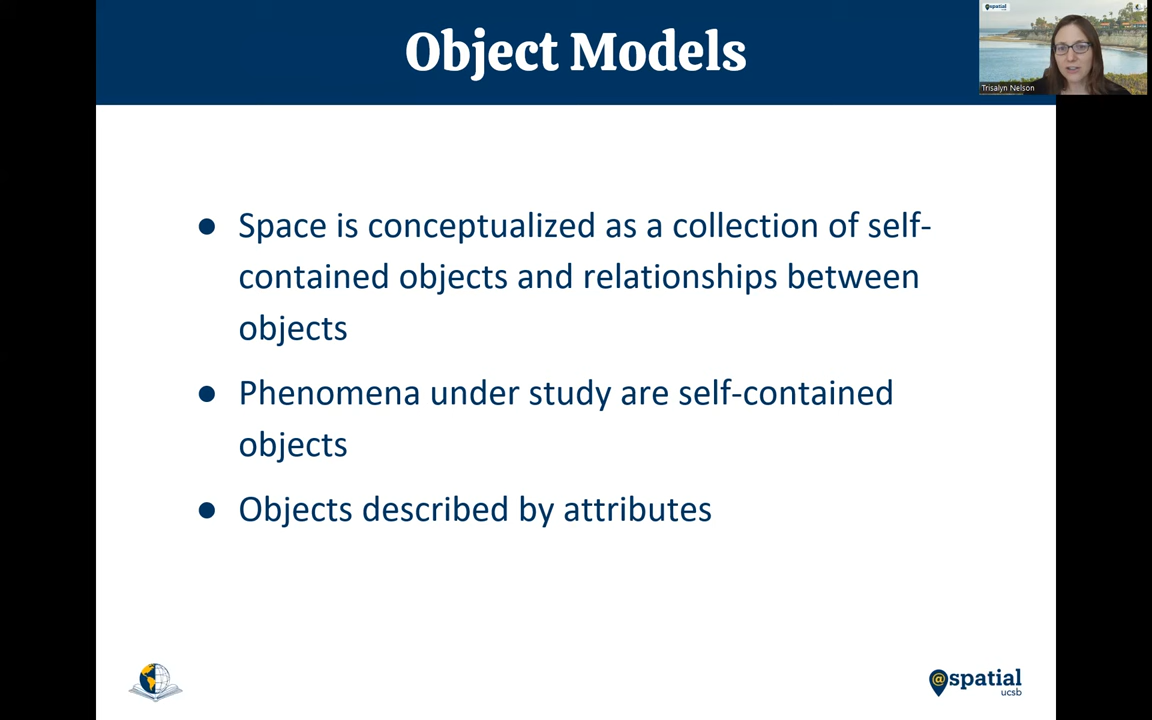 Object Models
spatial
Trisalyn Nelson
● Space is conceptualized as a collection of self-
contained objects and relationships between
objects
● Phenomena under study are self-contained
objects
● Objects described by attributes
@spatial
ucsb